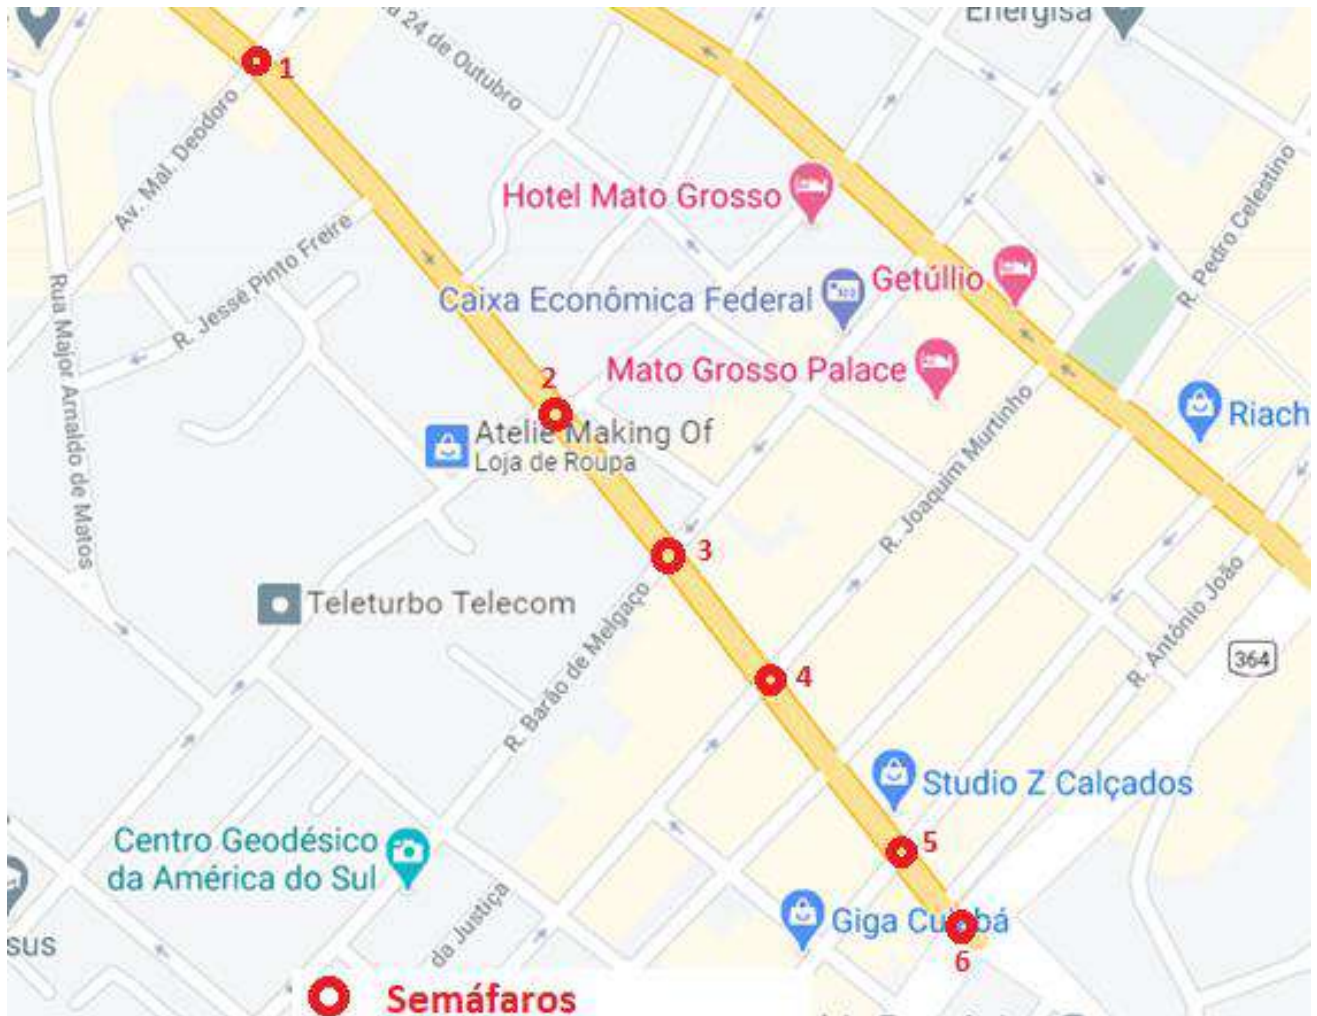 Energisa
24 de Outubro
1
Av. Mal. Deodoro
Hotel Mato Grosso
R. Pedro Celestino
R. Jesse Pinto Freire
Caixa Econômica Federal
Getúllio
Rua Major Arnaldo de Matos
2
Mato Grosso Palace
R. Joaquim Murtinho
Riach
Atelie Making Of
Loja de Roupa
3
Teleturbo Telecom
R. Barão de Melgaço
R. Antônio João
364
4
Studio Z Calçados
Centro Geodésico
da América do Sul
5
da Justiça
Giga Cu bá
sus
6
Semáfaros